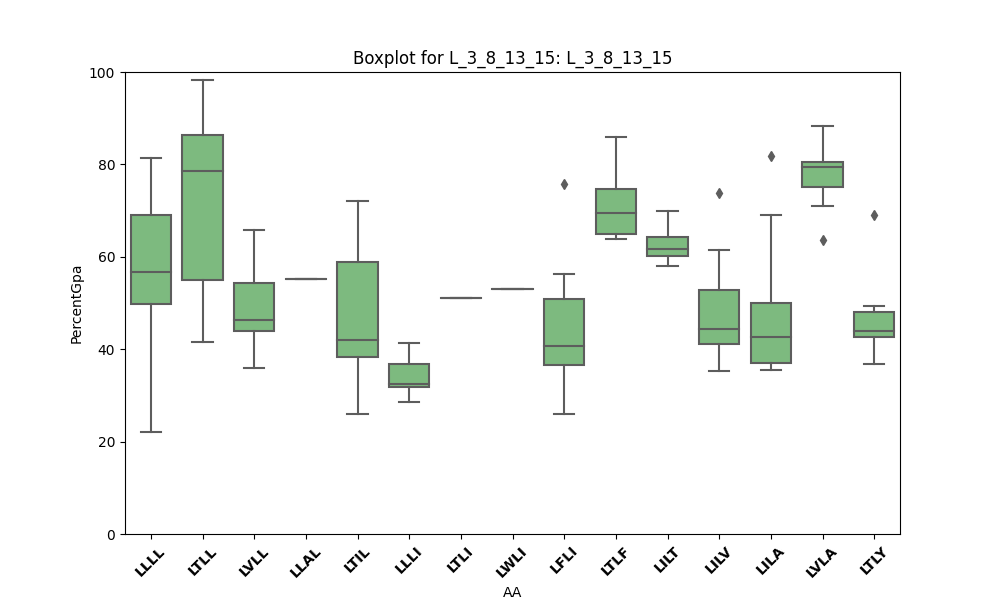 Boxplot for L_3_8_13_15: L_3_8_13_15
100
80
60
40
20
0
PercentGpa
LLLL
LTLL
LVLL
LLAL
LTIL
LLLI
LTLI
LWLI
LFLI
LTLF
LILT
LILV
LILA
LVLA
LTLY
AA